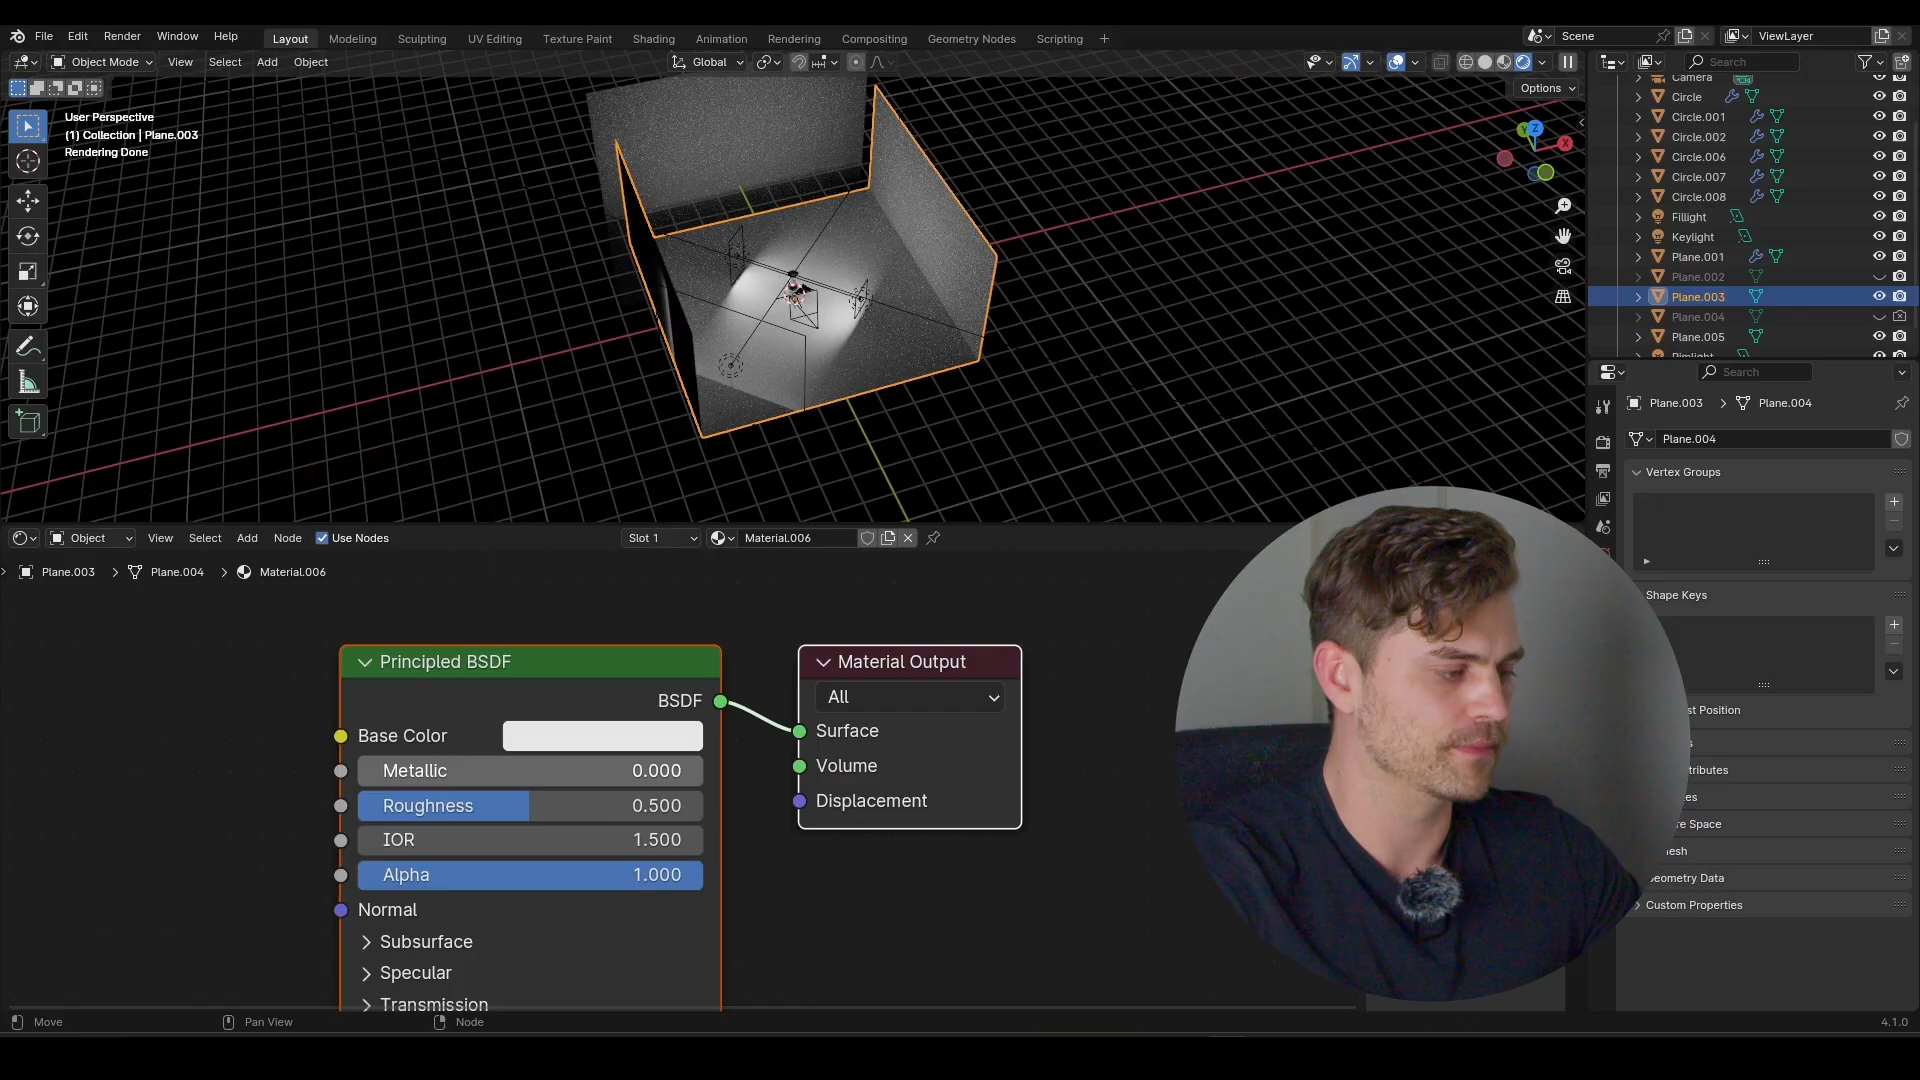 File Edit Render Window Help Layout Modeling Sculpting UV Editing Texture Paint Shading Animation Rendering Compositing Geometry Nodes Scripting + Scene ViewLayer
Object Mode View Select Add Object Global Search
Options
User Perspective
(1) Collection | Plane.003
Rendering Done
Z
Y
X
Camera
Circle
Circle.001
Circle.002
Circle.006
Circle.007
Circle.008
Fillight
Keylight
Plane.001
Plane.002
Plane.003
Plane.004
Plane.005
Rimlight
Search
Plane.003 > Plane.004
Plane.004
Vertex Groups
Shape Keys
st Position
s
tributes
es
re Space
mesh
Geometry Data
Custom Properties
Object View Select Add Node Use Nodes Slot 1 Material.006
Plane.003 > Plane.004 > Material.006
Principled BSDF
BSDF
Base Color
Metallic 0.000
Roughness 0.500
IOR 1.500
Alpha 1.000
Normal
Subsurface
Specular
Transmission
Material Output
All
Surface
Volume
Displacement
Move Pan View Node 4.1.0